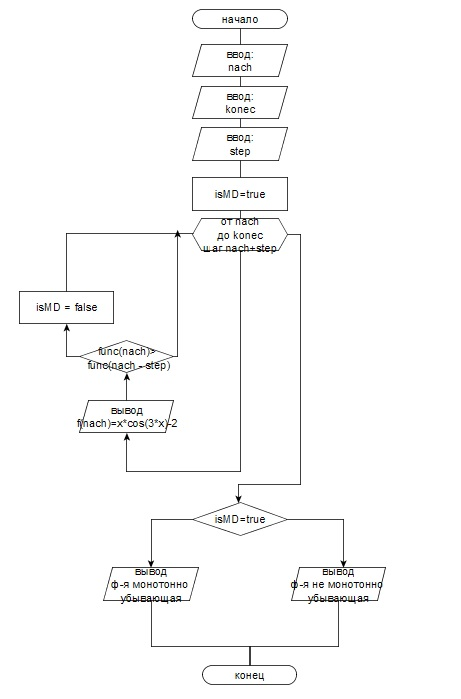 начало
ввод:
nach
ввод:
konec
ввод:
step
isMD=true
от nach
до konec
шаг nach+step
isMD = false
func(nach)>
func(nach - step)
вывод
f(nach)=x*cos(3*x)-2
isMD=true
вывод
ф-я монотонно
убывающая
вывод
ф-я не монотонно
убывающая
конец